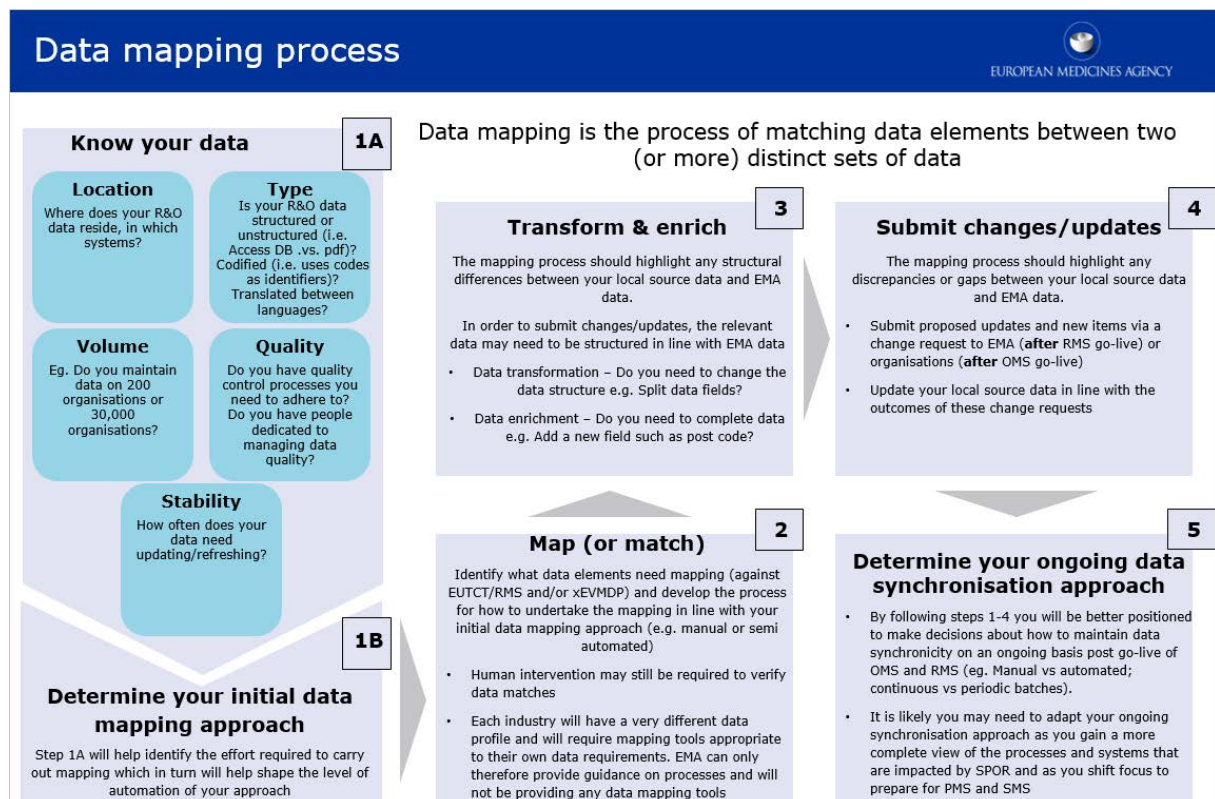 Data mapping process
EUROPEAN MEDICINES AGENCY
Know your data
1A
Location
Where does your R&O
data reside, in which
systems?
Type
Is your R&O data
structured or
unstructured (i.e.
Access DB .vs. pdf)?
Codified (i.e. uses codes
as identifiers)?
Translated between
languages?
Volume
Eg. Do you maintain
data on 200
organisations or
30,000
organisations?
Quality
Do you have quality
control processes you
need to adhere to?
Do you have people
dedicated to
managing data
quality?
Stability
How often does your
data need
updating/refreshing?
1B
Determine your initial data
mapping approach
Step 1A will help identify the effort required to carry
out mapping which in turn will help shape the level of
automation of your approach
Data mapping is the process of matching data elements between two
(or more) distinct sets of data
2
Map (or match)
Identify what data elements need mapping (against
EUTCT/RMS and/or xEVMDP) and develop the process
for how to undertake the mapping in line with your
initial data mapping approach (e.g. manual or semi
automated)
• Human intervention may still be required to verify
data matches
• Each industry will have a very different data
profile and will require mapping tools appropriate
to their own data requirements. EMA can only
therefore provide guidance on processes and will
not be providing any data mapping tools
3
Transform & enrich
The mapping process should highlight any structural
differences between your local source data and EMA
data.
In order to submit changes/updates, the relevant
data may need to be structured in line with EMA data
• Data transformation – Do you need to change the
data structure e.g. Split data fields?
• Data enrichment – Do you need to complete data
e.g. Add a new field such as post code?
4
Submit changes/updates
The mapping process should highlight any
discrepancies or gaps between your local source data
and EMA data.
• Submit proposed updates and new items via a
change request to EMA (after RMS go-live) or
organisations (after OMS go-live)
• Update your local source data in line with the
outcomes of these change requests
5
Determine your ongoing data
synchronisation approach
• By following steps 1-4 you will be better positioned
to make decisions about how to maintain data
synchronicity on an ongoing basis post go-live of
OMS and RMS (eg. Manual vs automated;
continuous vs periodic batches).
• It is likely you may need to adapt your ongoing
synchronisation approach as you gain a more
complete view of the processes and systems that
are impacted by SPOR and as you shift focus to
prepare for PMS and SMS